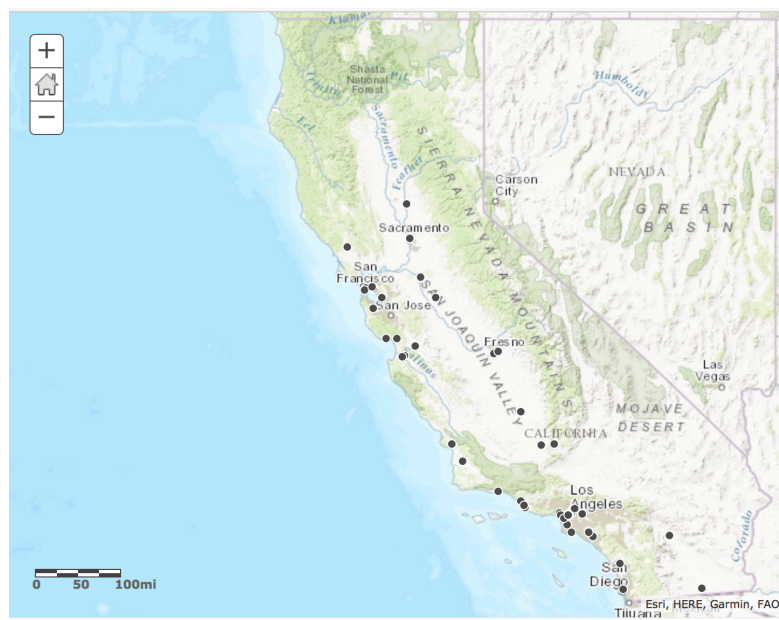 Klamath
Shasta
National
Forest
Pit
Trinity
Humboldt
Sacramento
Eel
Feather
SIERRA NEVADA MOUNTAINS
Carson
City
NEVADA
GREAT
BASIN
Sacramento
San
Francisco
San Jose
SAN JOAQUIN VALLEY
Fresno
Salinas
Las
Vegas
MOJAVE
DESERT
CALIFORNIA
Los
Angeles
Colorado
San
Diego
Tijuana
+
−
0 50 100mi
Esri, HERE, Garmin, FAO